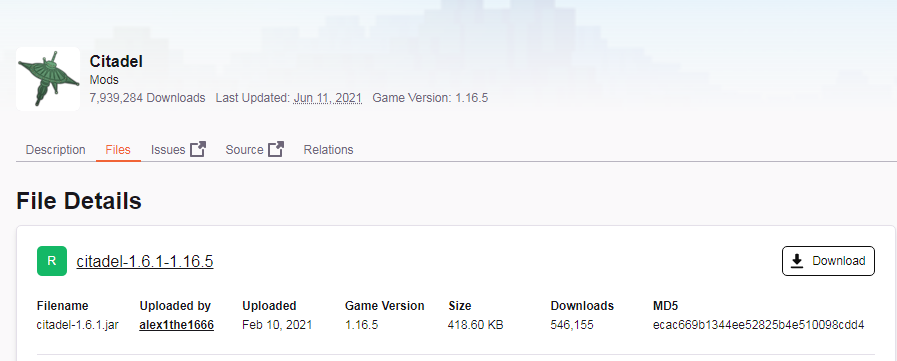 Citadel
Mods
7,939,284 Downloads Last Updated: Jun 11, 2021 Game Version: 1.16.5
Description Files Issues Source Relations
File Details
R citadel-1.6.1-1.16.5 Download
Filename Uploaded by Uploaded Game Version Size Downloads MD5
citadel-1.6.1.jar alex1the1666 Feb 10, 2021 1.16.5 418.60 KB 546,155 ecac669b1344ee52825b4e510098cdd4